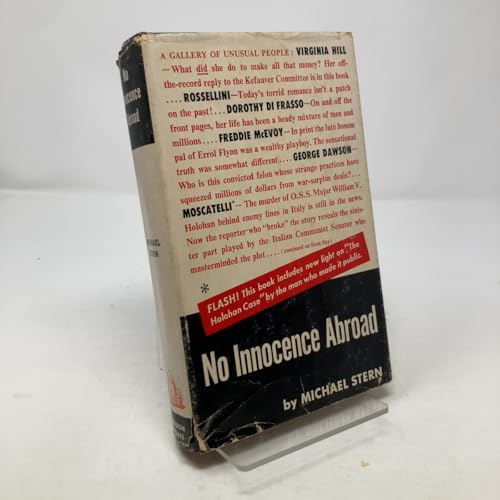 A GALLERY OF UNUSUAL PEOPLE: VIRGINIA HILL
—What did she do to make all that money? Her off-
the-record reply to the Kefauver Committee is in this book
.... ROSSELLINI—Today's torrid romance isn't a patch
on the past!... DOROTHY DI FRASSO—On and off the
front pages, her life has been a heady mixture of men and
millions.... FREDDIE McEVOY—In print the late bosom
pal of Errol Flynn was a wealthy playboy. The sensational
truth was somewhat different.... GEORGE DAWSON—
Who is this convicted felon whose strange practices have
squeezed millions of dollars from war-surplus deals?...
MOSCATELLI*—The murder of O.S.S. Major William V.
Holohan behind enemy lines in Italy is still in the news.
Now the reporter who "broke" the story reveals the sinis-
ter part played by the Italian Communist Senator who
masterminded the plot.... (continued on front flap)
*
FLASH! This book includes new light on "The
Holohan Case" by the man who made it public.
No Innocence Abroad
by MICHAEL STERN
No
Innocence
Abroad
MICHAEL
STERN